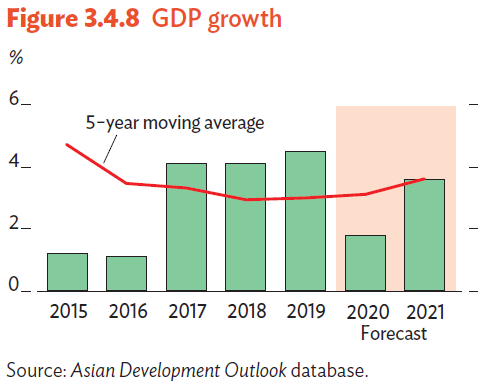 Figure 3.4.8 GDP growth
%
6
5-year moving average
4
2
0
2015 2016 2017 2018 2019 2020 2021
Forecast
Source: Asian Development Outlook database.